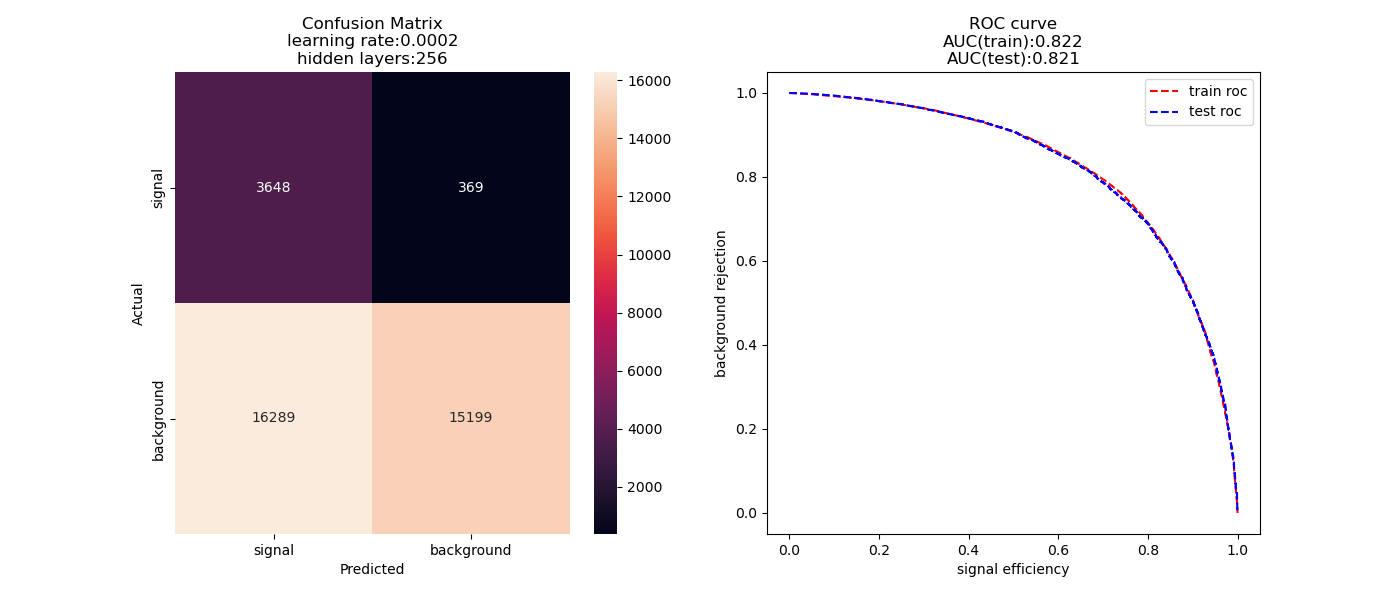 Confusion Matrix
learning rate:0.0002
hidden layers:256
signal
background
Actual
3648
369
16289
15199
signal
background
Predicted
16000
14000
12000
10000
8000
6000
4000
2000
ROC curve
AUC(train):0.822
AUC(test):0.821
train roc
test roc
background rejection
1.0
0.8
0.6
0.4
0.2
0.0
0.0
0.2
0.4
0.6
0.8
1.0
signal efficiency